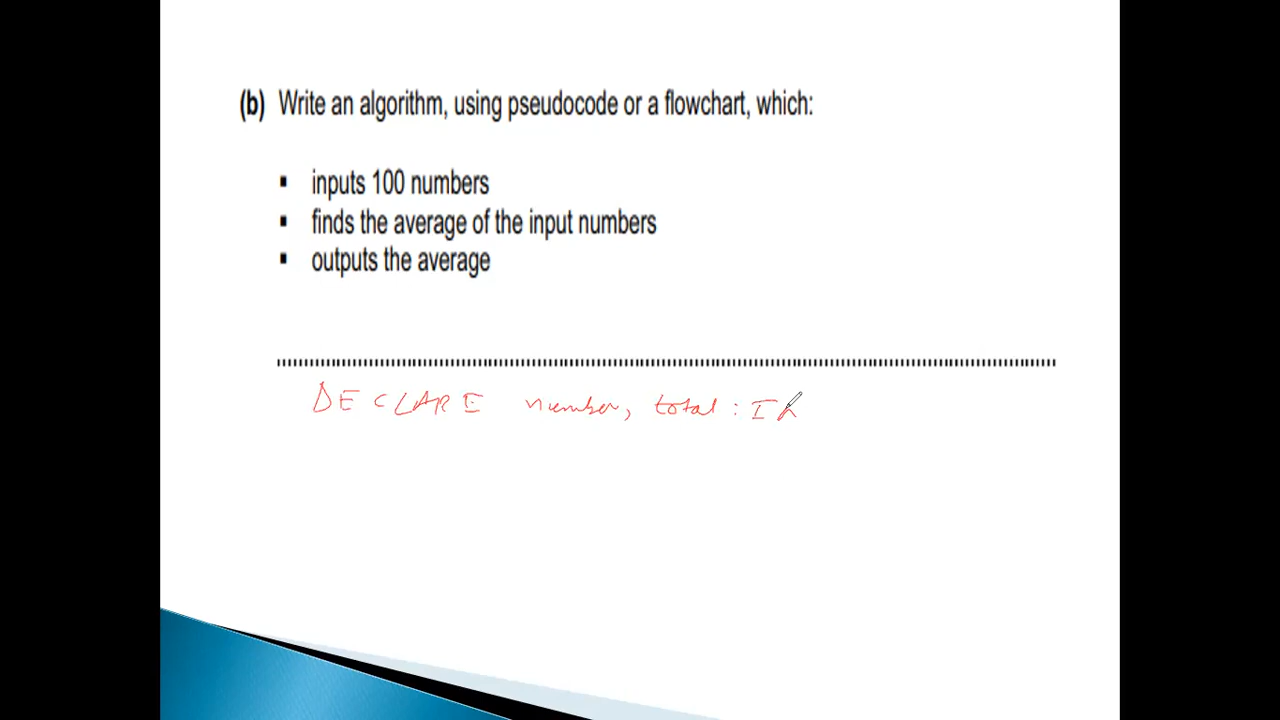 (b) Write an algorithm, using pseudocode or a flowchart, which:
▪ inputs 100 numbers
▪ finds the average of the input numbers
▪ outputs the average
DECLARE number, total : In